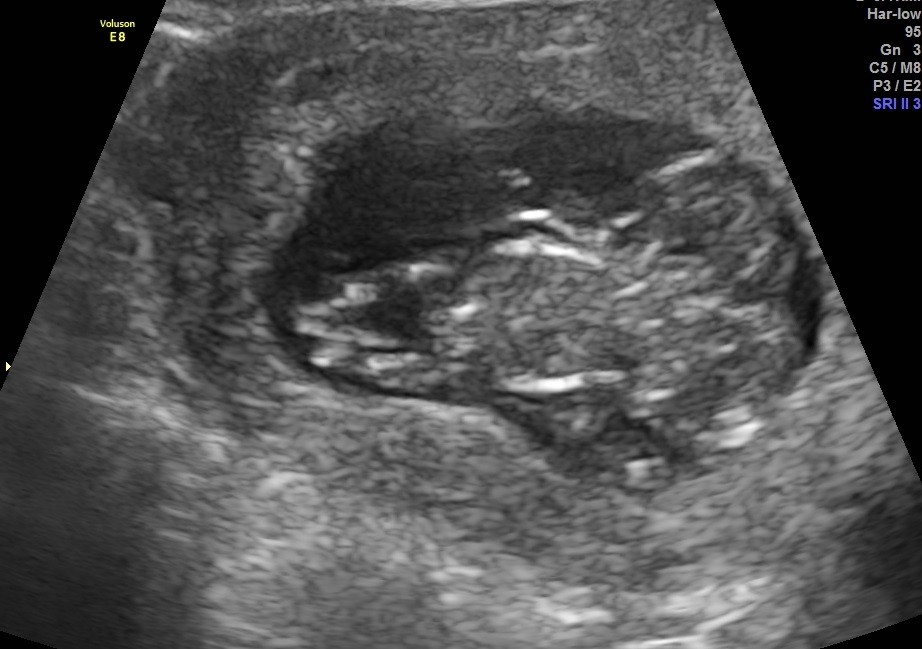 Voluson
E8
Har-low
95
Gn 3
C5 / M8
P3 / E2
SRI II 3